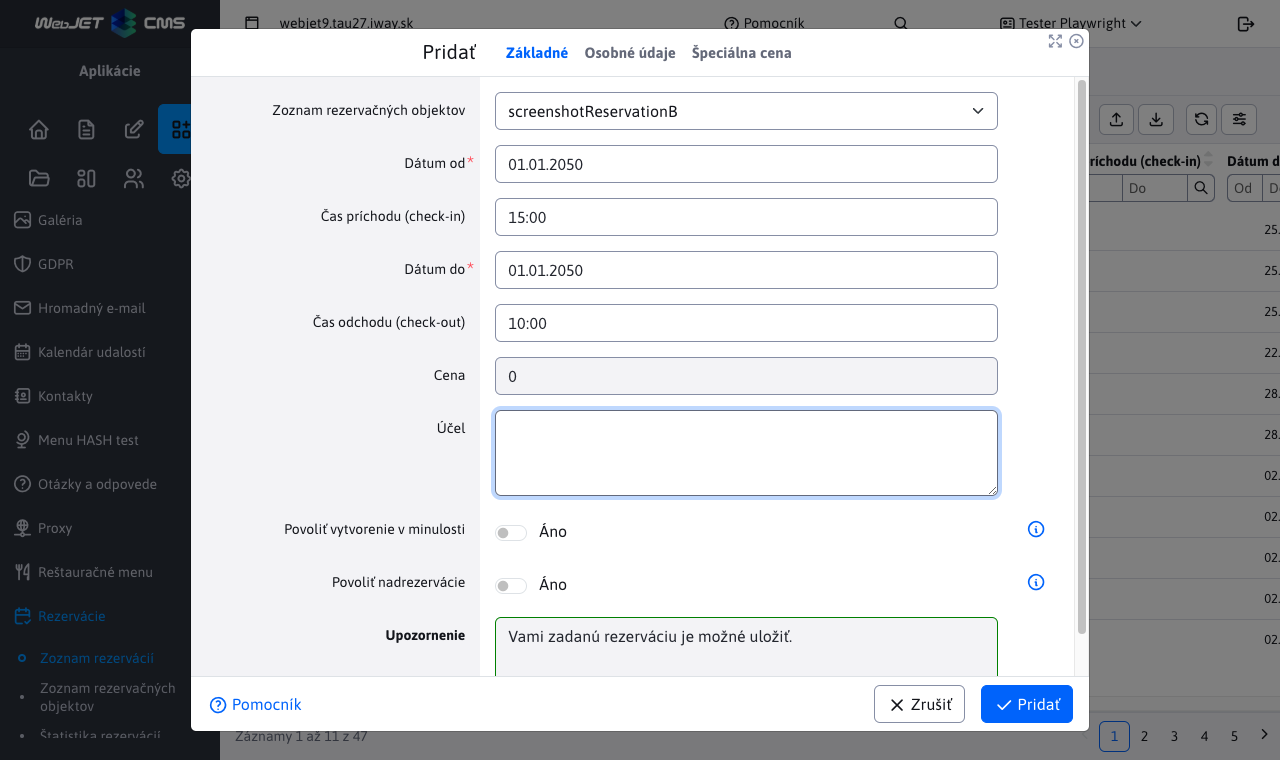 WebJET CMS
webjet9.tau27.iway.sk
Pomocník
Tester Playwright
Aplikácie
Galéria
GDPR
Hromadný e-mail
Kalendár udalostí
Kontakty
Menu HASH test
Otázky a odpovede
Proxy
Reštauračné menu
Rezervácie
Zoznam rezervácií
Zoznam rezervačných
objektov
Štatistika rezervácií
Pridať
Základné
Osobné údaje
Špeciálna cena
Zoznam rezervačných objektov
screenshotReservationB
Dátum od*
01.01.2050
Čas príchodu (check-in)
15:00
Dátum do*
01.01.2050
Čas odchodu (check-out)
10:00
Cena
0
Účel
Povoliť vytvorenie v minulosti
Áno
Povoliť nadrezervácie
Áno
Upozornenie
Vami zadanú rezerváciu je možné uložiť.
Pomocník
Zrušiť
Pridať
ríchodu (check-in)
Dátum d
Do
Od
D
25.
25.
25.
22.
28.
28.
02.
02.
02.
02.
Záznamy 1 až 11 z 47
1 2 3 4 5